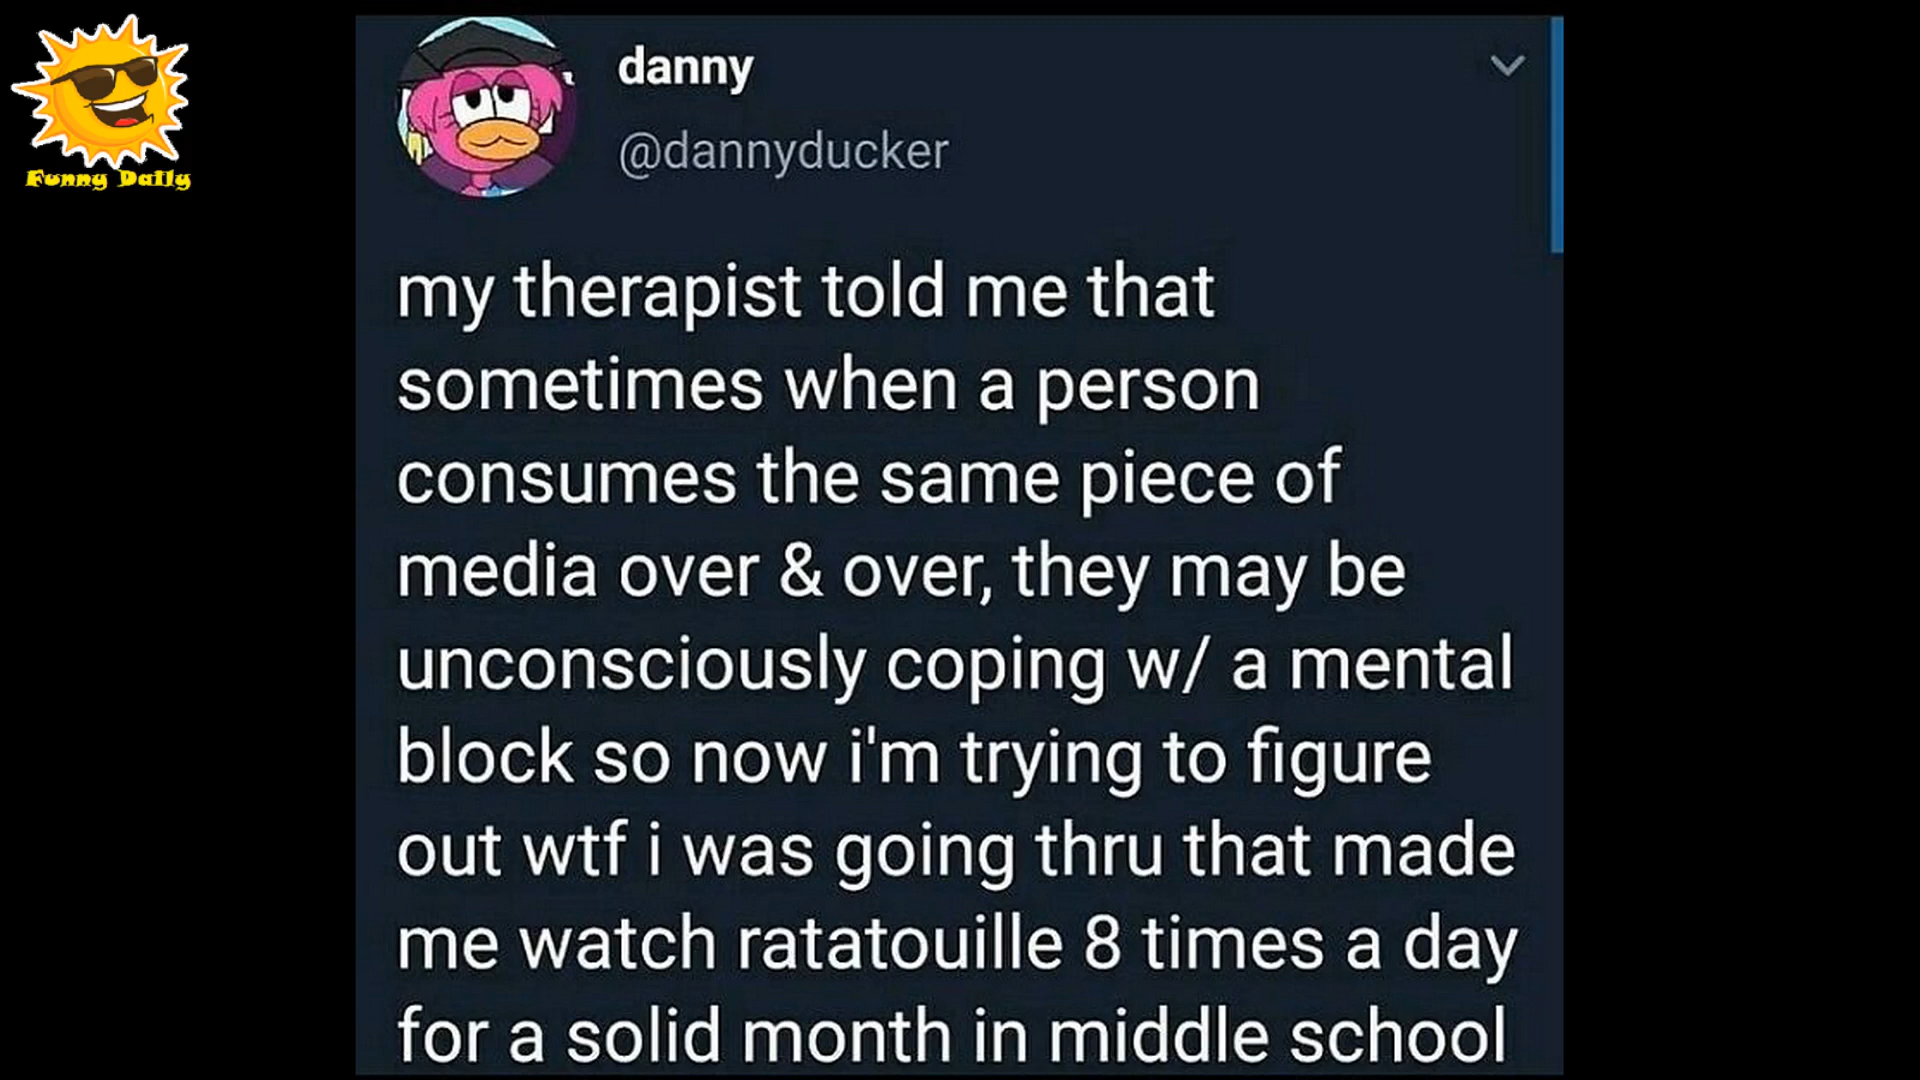 Funny Daily
danny
@dannyducker
my therapist told me that
sometimes when a person
consumes the same piece of
media over & over, they may be
unconsciously coping w/ a mental
block so now i'm trying to figure
out wtf i was going thru that made
me watch ratatouille 8 times a day
for a solid month in middle school